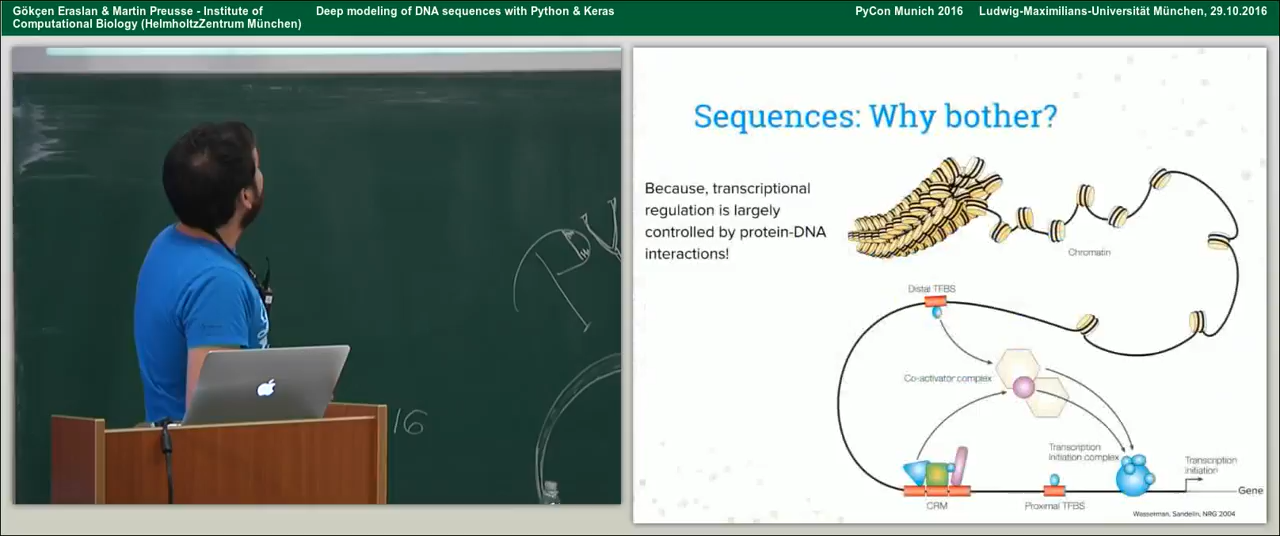 Gökçen Eraslan & Martin Preusse - Institute of
Computational Biology (HelmholtzZentrum München)
Deep modeling of DNA sequences with Python & Keras
PyCon Munich 2016
Ludwig-Maximilians-Universität München, 29.10.2016
Py
16
Sequences: Why bother?
Because, transcriptional
regulation is largely
controlled by protein-DNA
interactions!
Chromatin
Distal TFBS
Co-activator complex
Transcription
initiation complex
Transcription
initiation
CRM
Proximal TFBS
Gene
Wasserman, Sandelin, NRG 2004